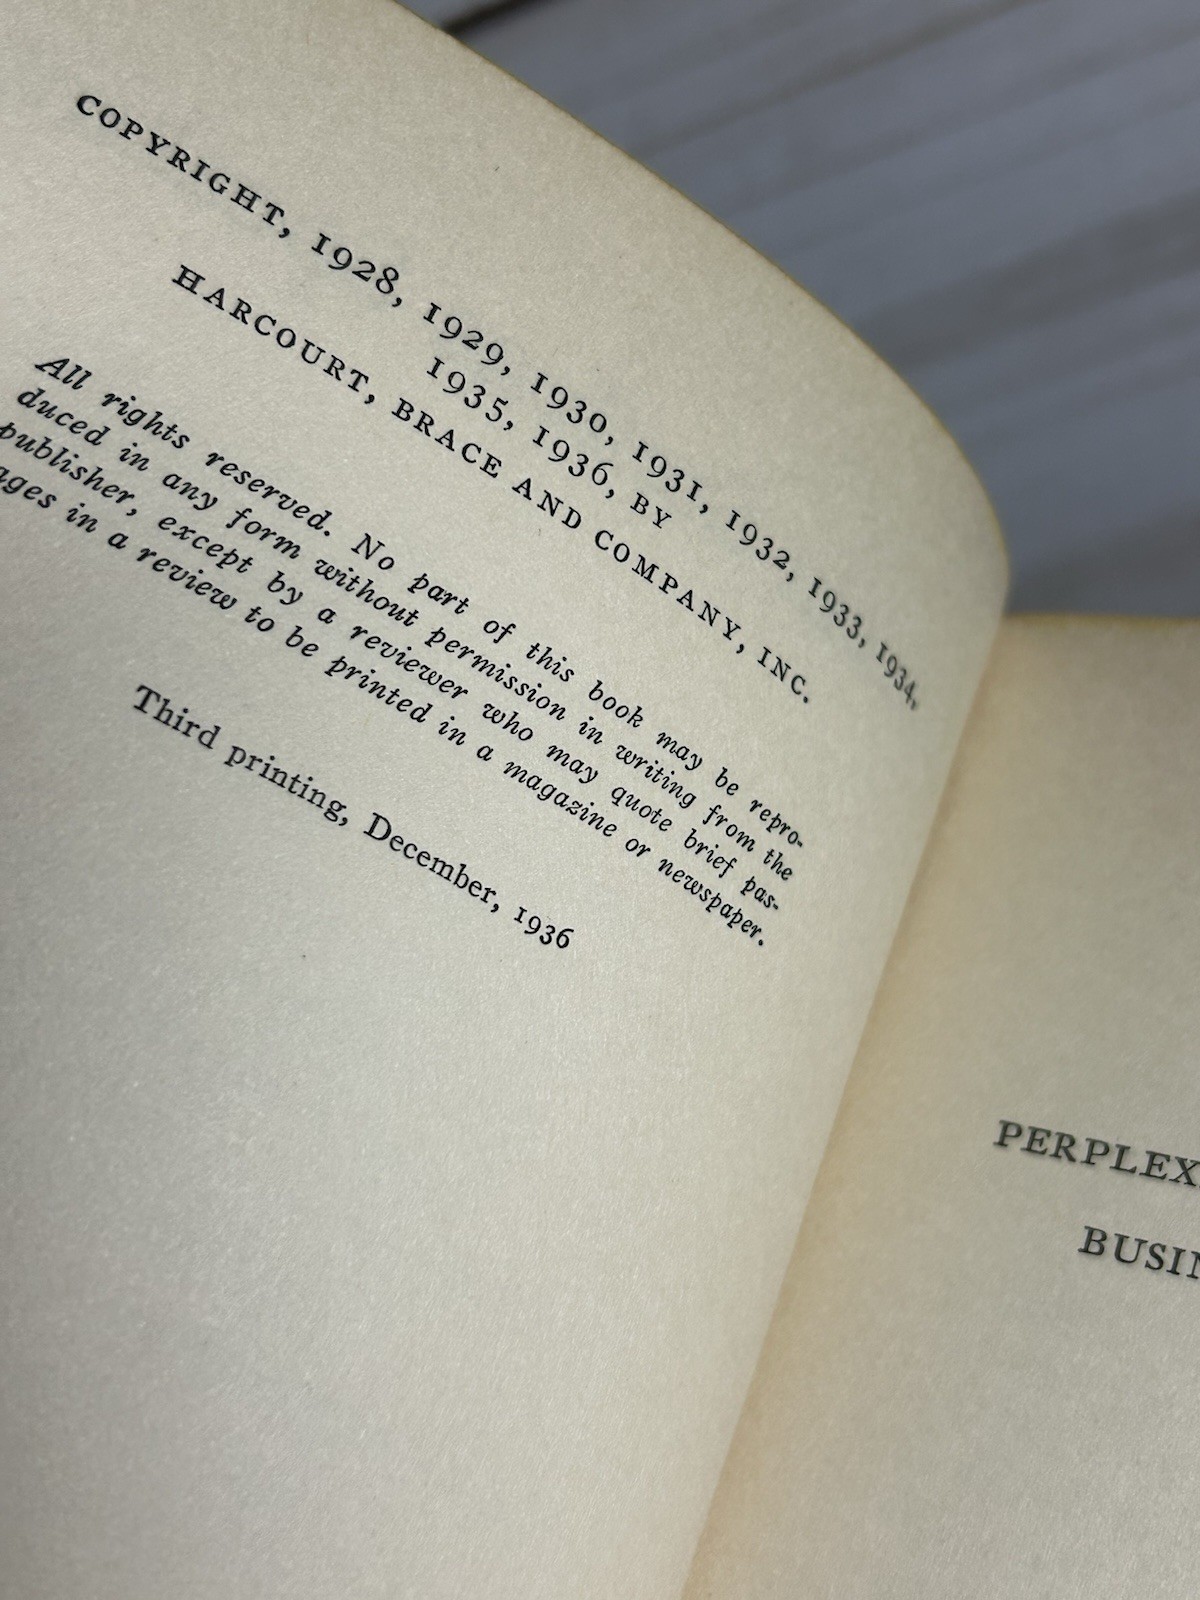 COPYRIGHT, 1928, 1929, 1930, 1931, 1932, 1933, 1934,
1935, 1936, BY
HARCOURT, BRACE AND COMPANY, INC.
All rights reserved. No part of this book may be repro-
duced in any form without permission in writing from the
publisher, except by a reviewer who may quote brief pas-
ages in a review to be printed in a magazine or newspaper.
Third printing, December, 1936
PERPLEX
BUSIN